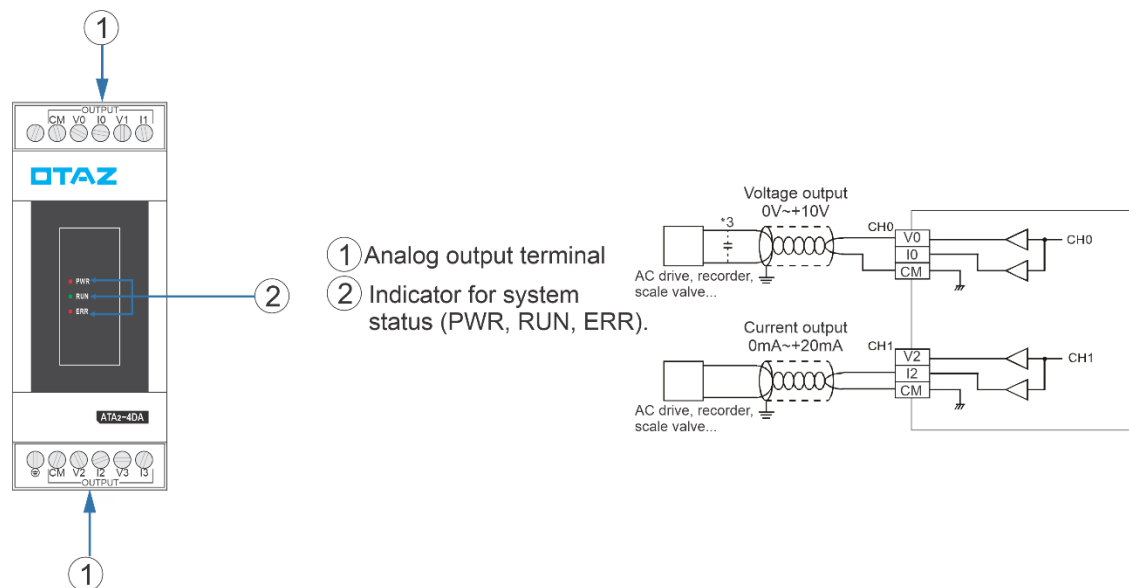 1
OUTPUT
CM V0 I0 V1 I1
OTAZ
PWR
RUN
ERR
2
ATA2-4DA
CM V2 I2 V3 I3
OUTPUT
1
1 Analog output terminal
2 Indicator for system
status (PWR, RUN, ERR).
Voltage output
0V~+10V
*3
CH0
V0
I0
CM
CH0
AC drive, recorder,
scale valve...
Current output
0mA~+20mA
CH1
V2
I2
CM
CH1
AC drive, recorder,
scale valve...